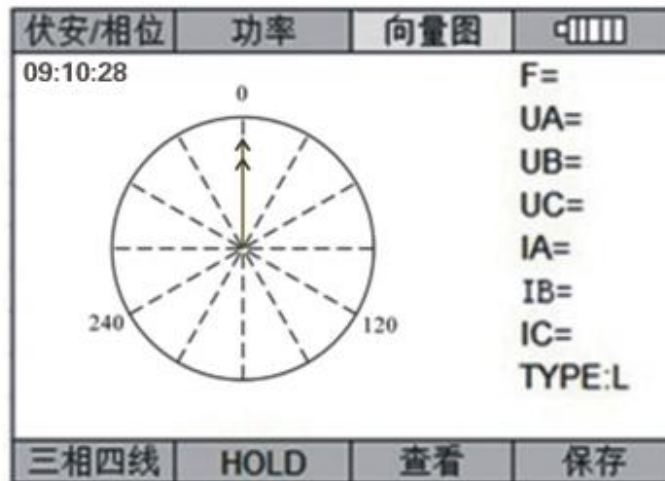 伏安/相位 功率 向量图
09:10:28
0
240
120
F=
UA=
UB=
UC=
IA=
IB=
IC=
TYPE:L
三相四线 HOLD 查看 保存